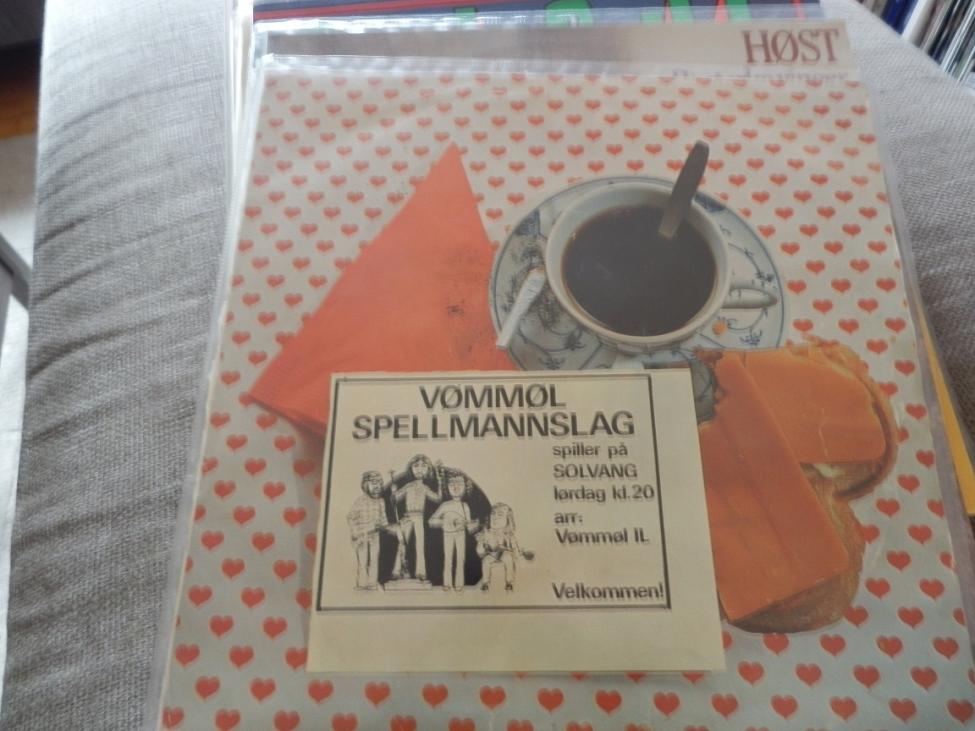 HØST
VØMMØL
SPELLMANNSLAG
spiller på
SOLVANG
lørdag kl.20
arr:
Vømmøl IL
Velkommen!